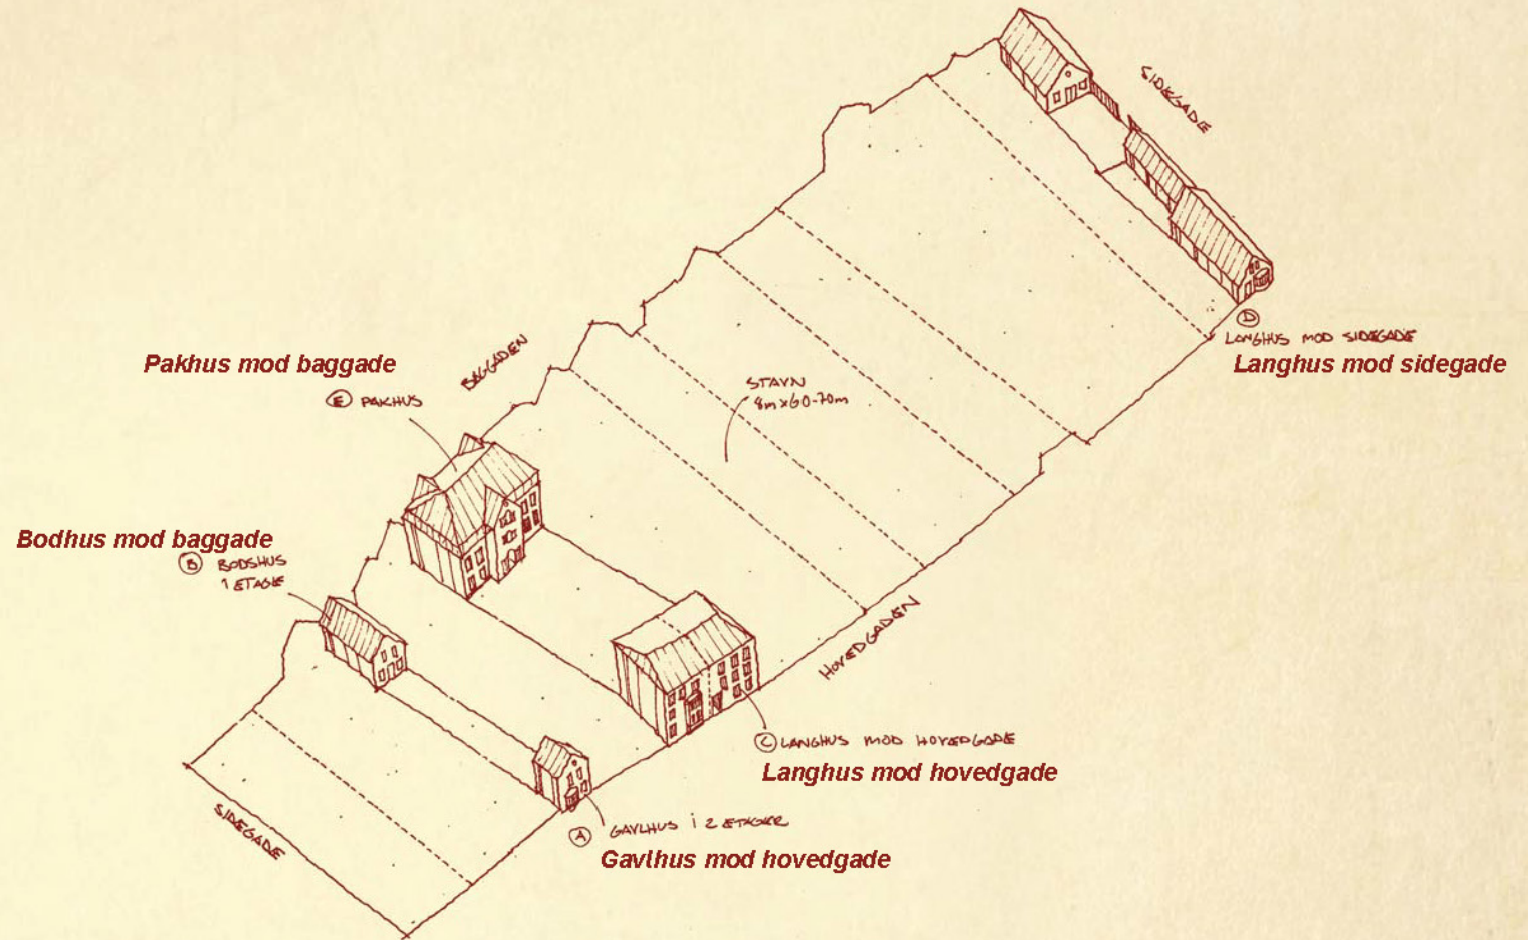 SIDEGADE
D
LANGHUS MOD SIDEGADE
Langhus mod sidegade
BAGGADEN
Pakhus mod baggade
E PAKHUS
STAVN
8m x 60-70m
Bodhus mod baggade
B BODSHUS
1 ETAGE
HOVEDGADEN
C LANGHUS MOD HOVEDGADE
Langhus mod hovedgade
SIDEGADE
A GAVLHUS i 2 ETAGER
Gavlhus mod hovedgade